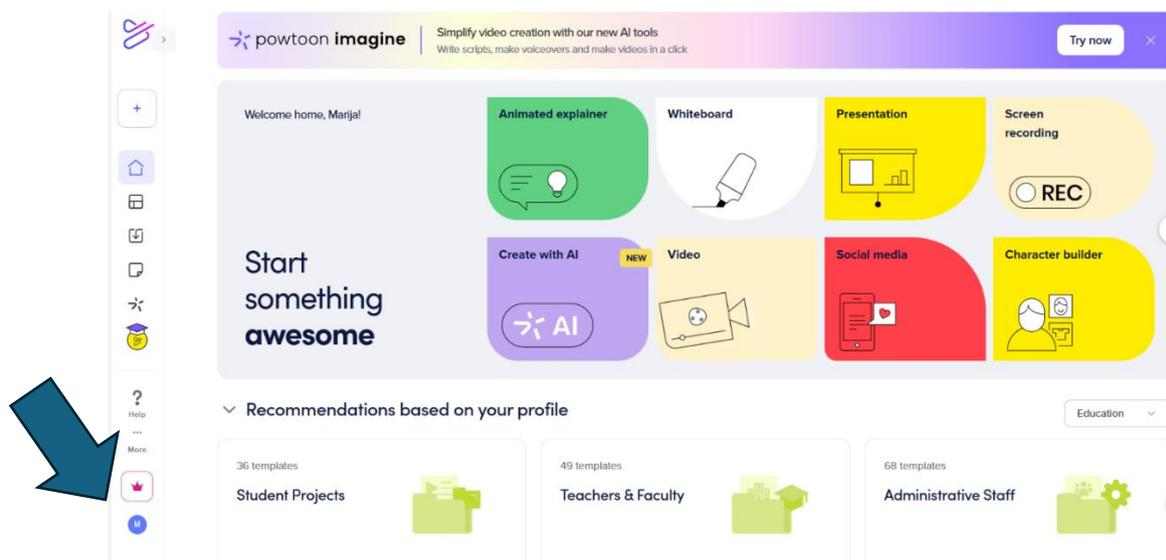 powtoon imagine
Simplify video creation with our new AI tools
Write scripts, make voiceovers and make videos in a click
Try now
Welcome home, Marija!
Start
something
awesome
Animated explainer
Whiteboard
Presentation
Screen
recording
REC
Create with AI
NEW
AI
Video
Social media
Character builder
Help
More
M
Recommendations based on your profile
Education
36 templates
Student Projects
49 templates
Teachers & Faculty
68 templates
Administrative Staff